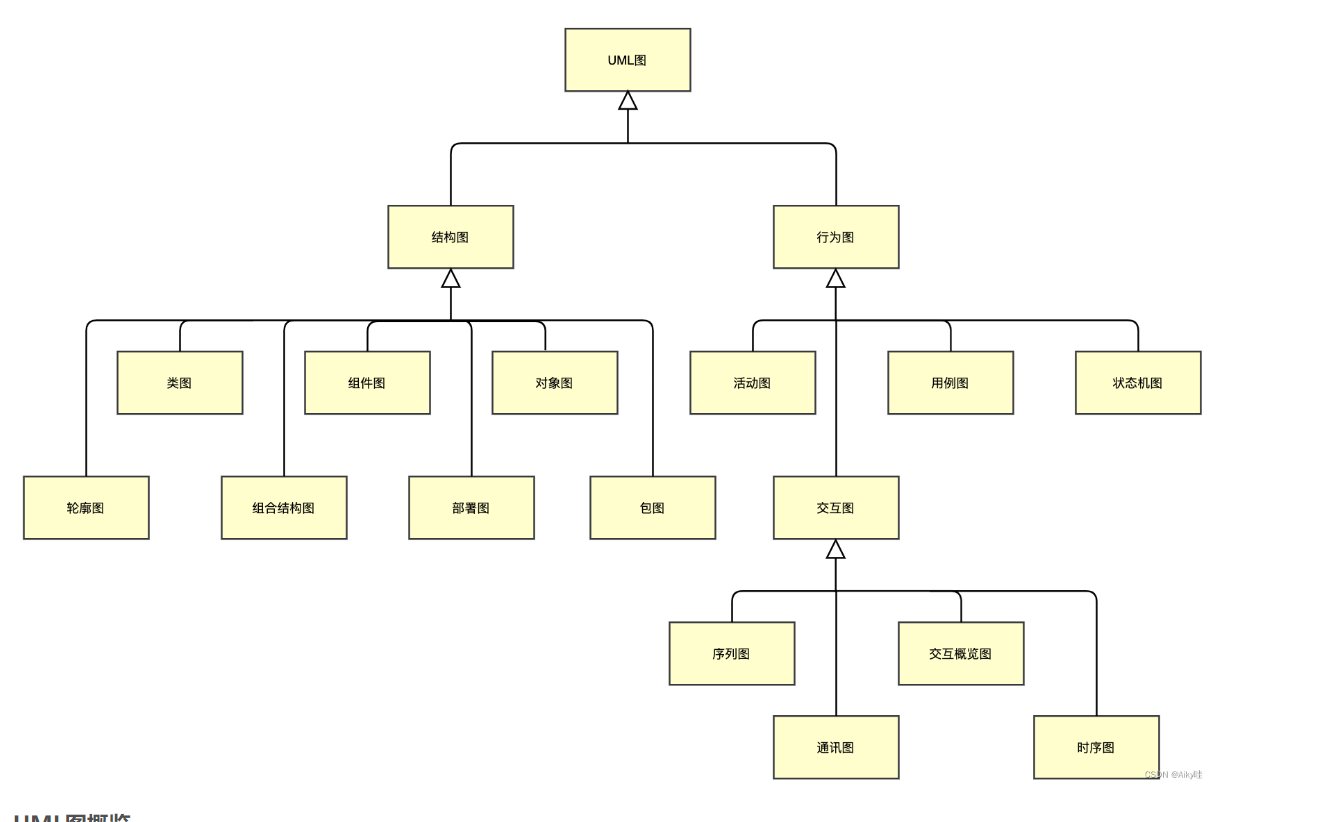 UML图
结构图
行为图
类图
组件图
对象图
活动图
用例图
状态机图
轮廓图
组合结构图
部署图
包图
交互图
序列图
交互概览图
通讯图
时序图
CSDN @Aiky哇
UML图概览